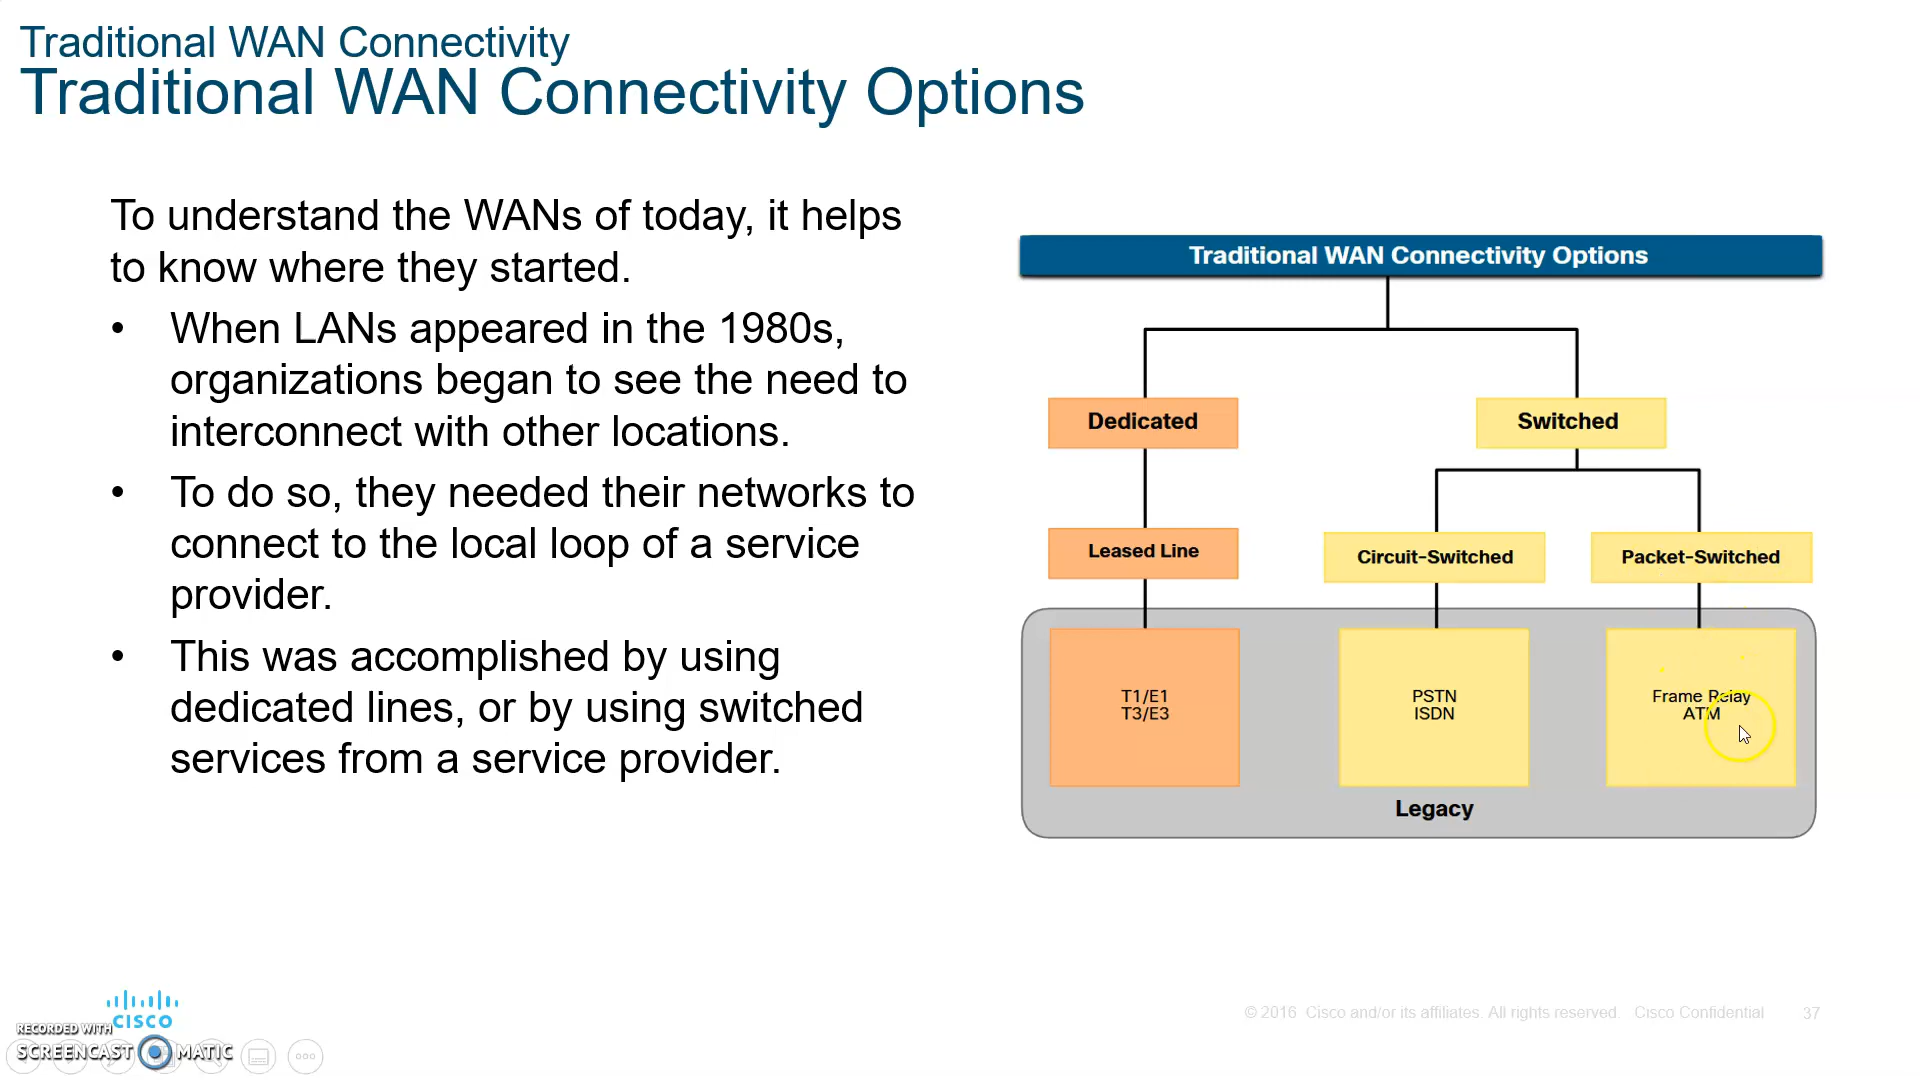 Traditional WAN Connectivity
Traditional WAN Connectivity Options
To understand the WANs of today, it helps
to know where they started.
• When LANs appeared in the 1980s,
organizations began to see the need to
interconnect with other locations.
• To do so, they needed their networks to
connect to the local loop of a service
provider.
• This was accomplished by using
dedicated lines, or by using switched
services from a service provider.
Traditional WAN Connectivity Options
Dedicated
Switched
Leased Line
Circuit-Switched
Packet-Switched
T1/E1
T3/E3
PSTN
ISDN
Frame Relay
ATM
Legacy
CISCO
RECORDED WITH
SCREENCAST MATIC
© 2016 Cisco and/or its affiliates. All rights reserved. Cisco Confidential
37